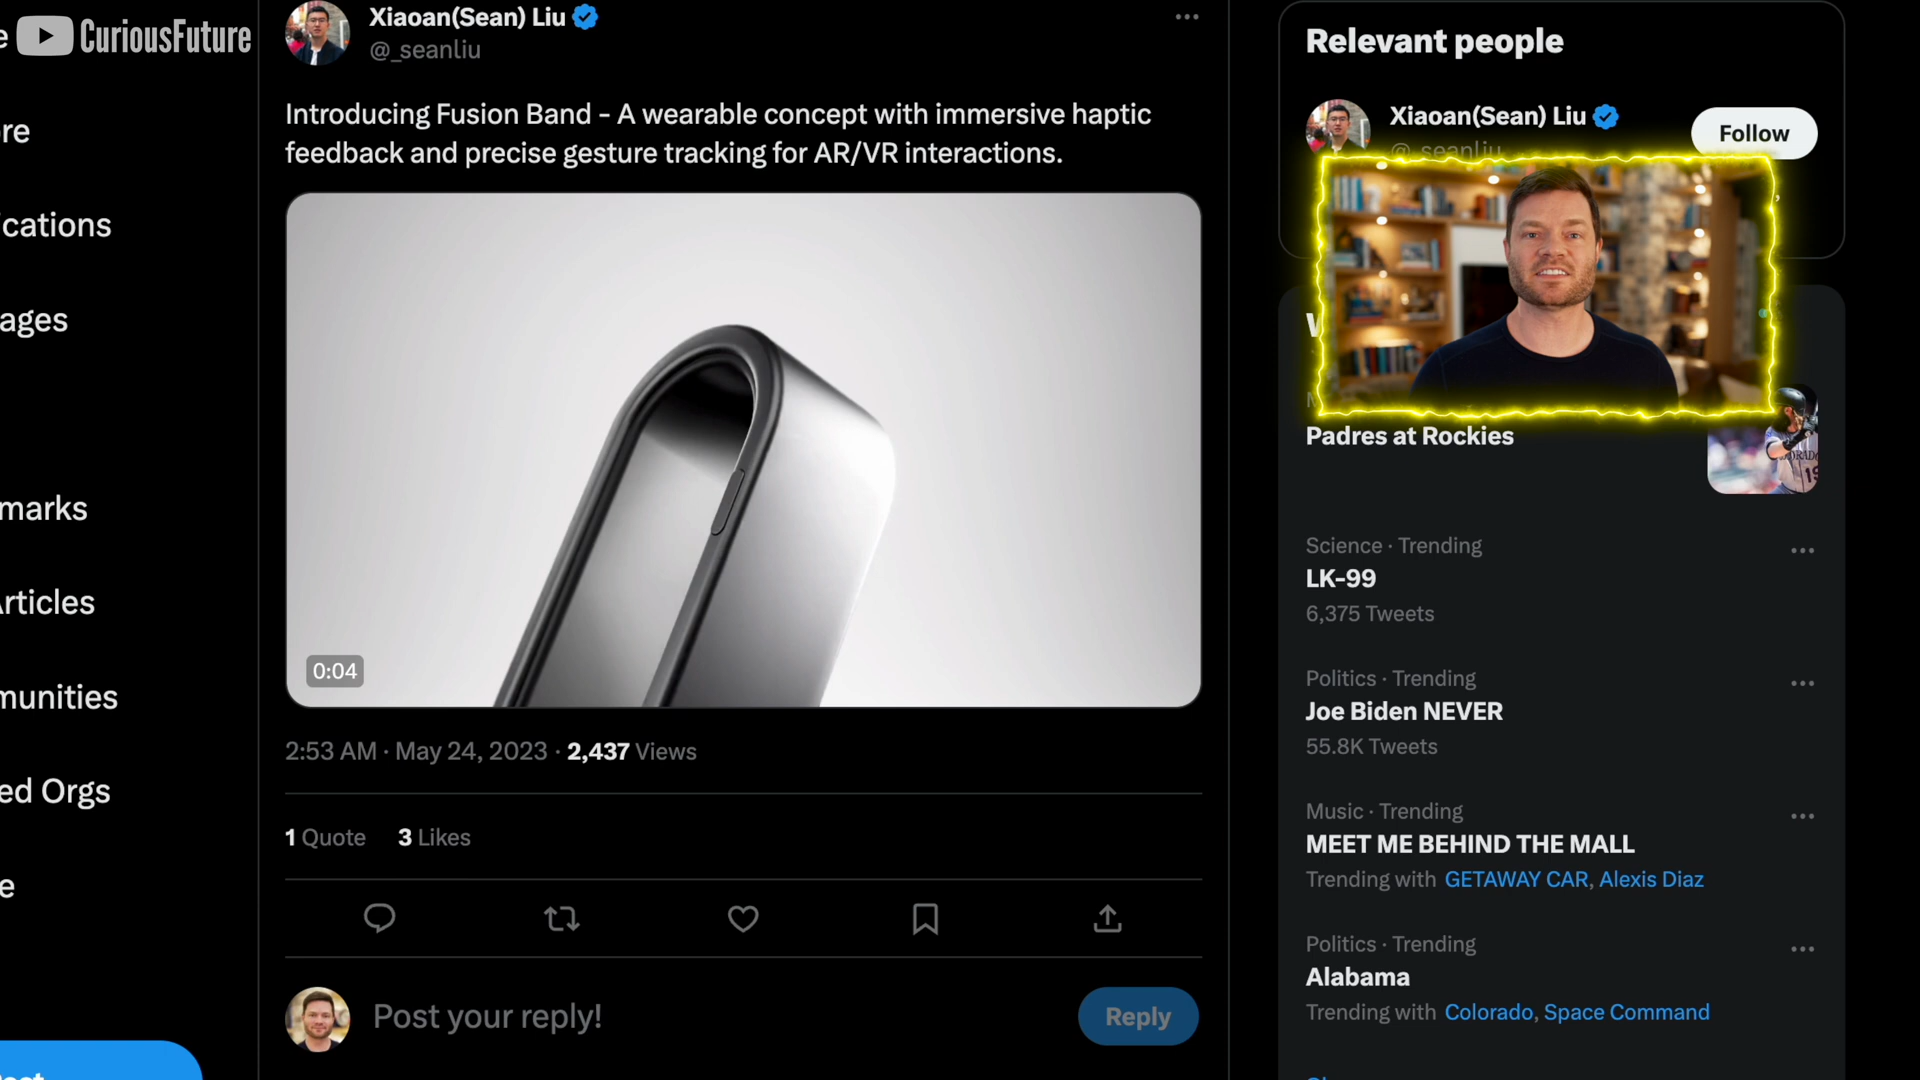 CuriousFuture
Xiaoan(Sean) Liu
@_seanliu
Introducing Fusion Band - A wearable concept with immersive haptic
feedback and precise gesture tracking for AR/VR interactions.
0:04
2:53 AM · May 24, 2023 · 2,437 Views
1 Quote 3 Likes
Post your reply!
Reply
e
re
cations
ages
marks
rticles
munities
ed Orgs
e
Relevant people
Xiaoan(Sean) Liu
@_seanliu
Follow
Padres at Rockies
Science · Trending
LK-99
6,375 Tweets
Politics · Trending
Joe Biden NEVER
55.8K Tweets
Music · Trending
MEET ME BEHIND THE MALL
Trending with GETAWAY CAR, Alexis Diaz
Politics · Trending
Alabama
Trending with Colorado, Space Command